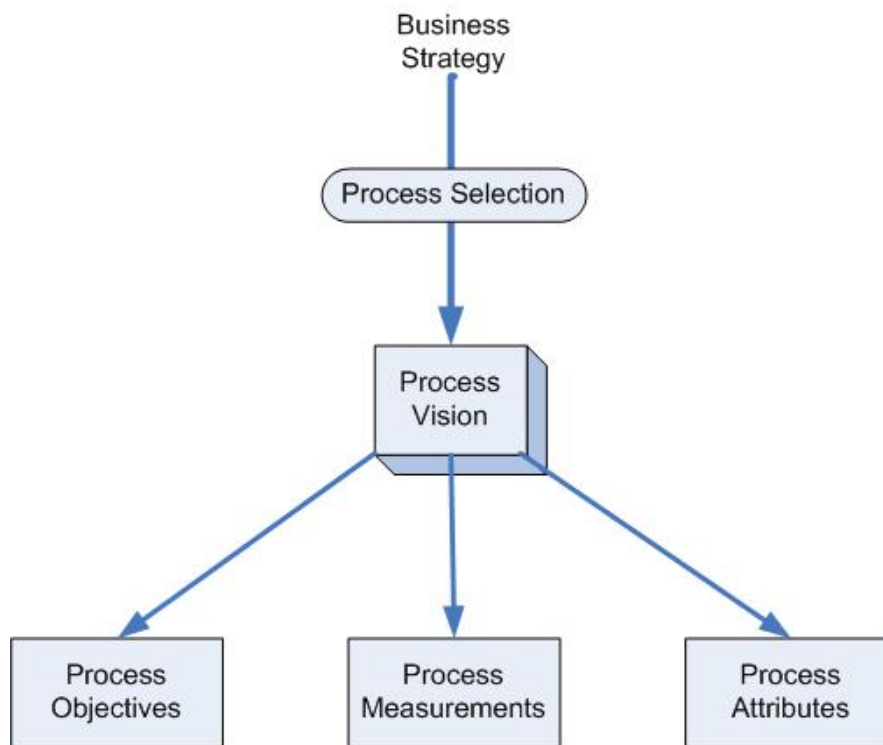 Business
Strategy
Process Selection
Process
Vision
Process
Objectives
Process
Measurements
Process
Attributes